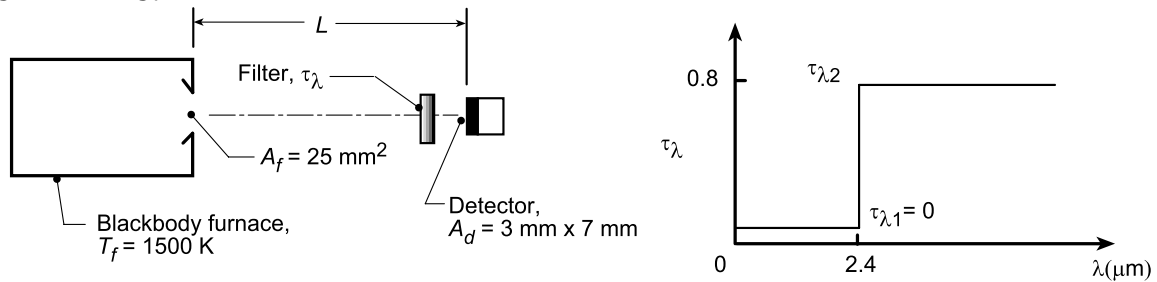 L
Filter, τλ
A_f = 25 mm²
Blackbody furnace,
T_f = 1500 K
Detector,
A_d = 3 mm x 7 mm
0.8
τλ2
τλ
τλ1 = 0
0
2.4
λ(μm)